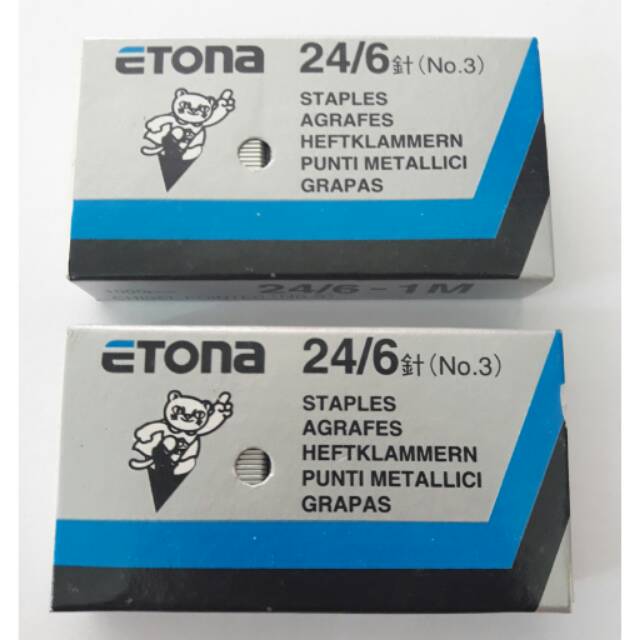 ETONA 24/6針(No.3)
STAPLES
AGRAFES
HEFTKLAMMERN
PUNTI METALLICI
GRAPAS
24/6-1M
ETONA 24/6針(No.3)
STAPLES
AGRAFES
HEFTKLAMMERN
PUNTI METALLICI
GRAPAS